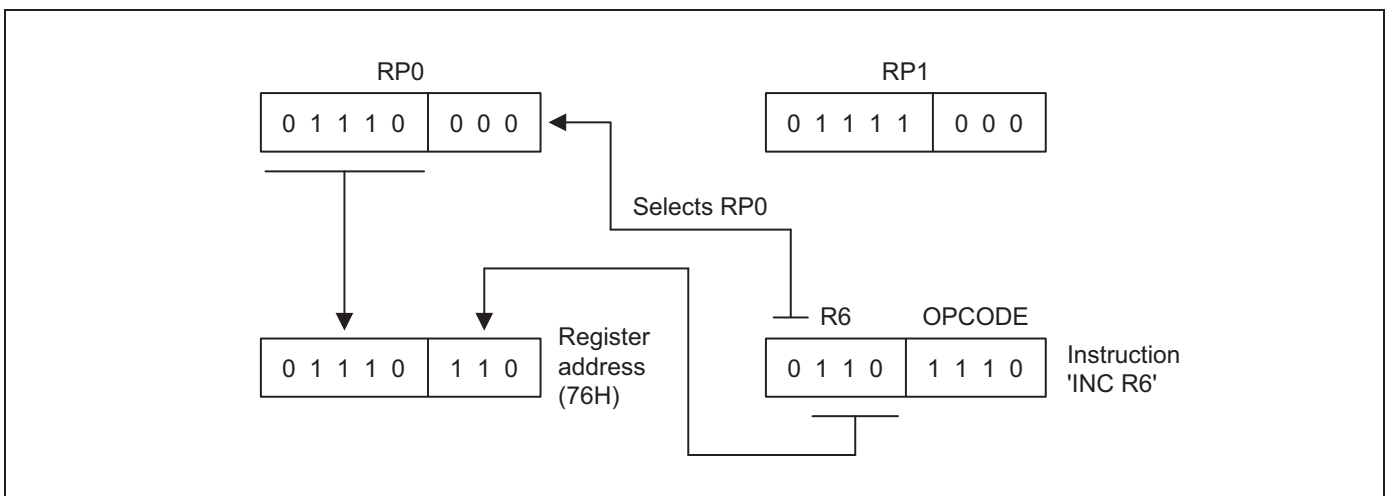 RP0
RP1
0 1 1 1 0 0 0 0
0 1 1 1 1 0 0 0
Selects RP0
R6 OPCODE
0 1 1 1 0 1 1 0
Register
address
(76H)
0 1 1 0 1 1 1 0
Instruction
'INC R6'